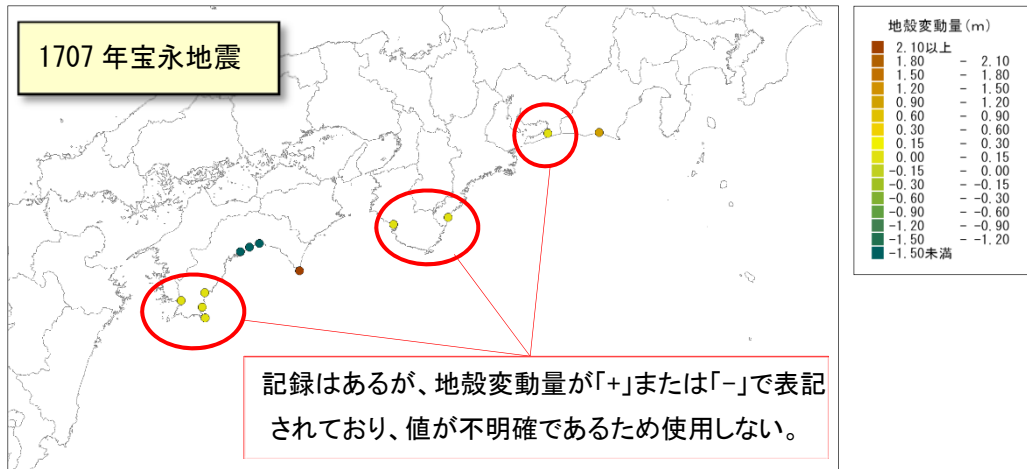 1707 年宝永地震
記録はあるが、地殻変動量が「+」または「-」で表記
されており、値が不明確であるため使用しない。
地殻変動量(m)
2.10以上
1.80 - 2.10
1.50 - 1.80
1.20 - 1.50
0.90 - 1.20
0.60 - 0.90
0.30 - 0.60
0.15 - 0.30
0.00 - 0.15
-0.15 - 0.00
-0.30 - -0.15
-0.60 - -0.30
-0.90 - -0.60
-1.20 - -0.90
-1.50 - -1.20
-1.50未満